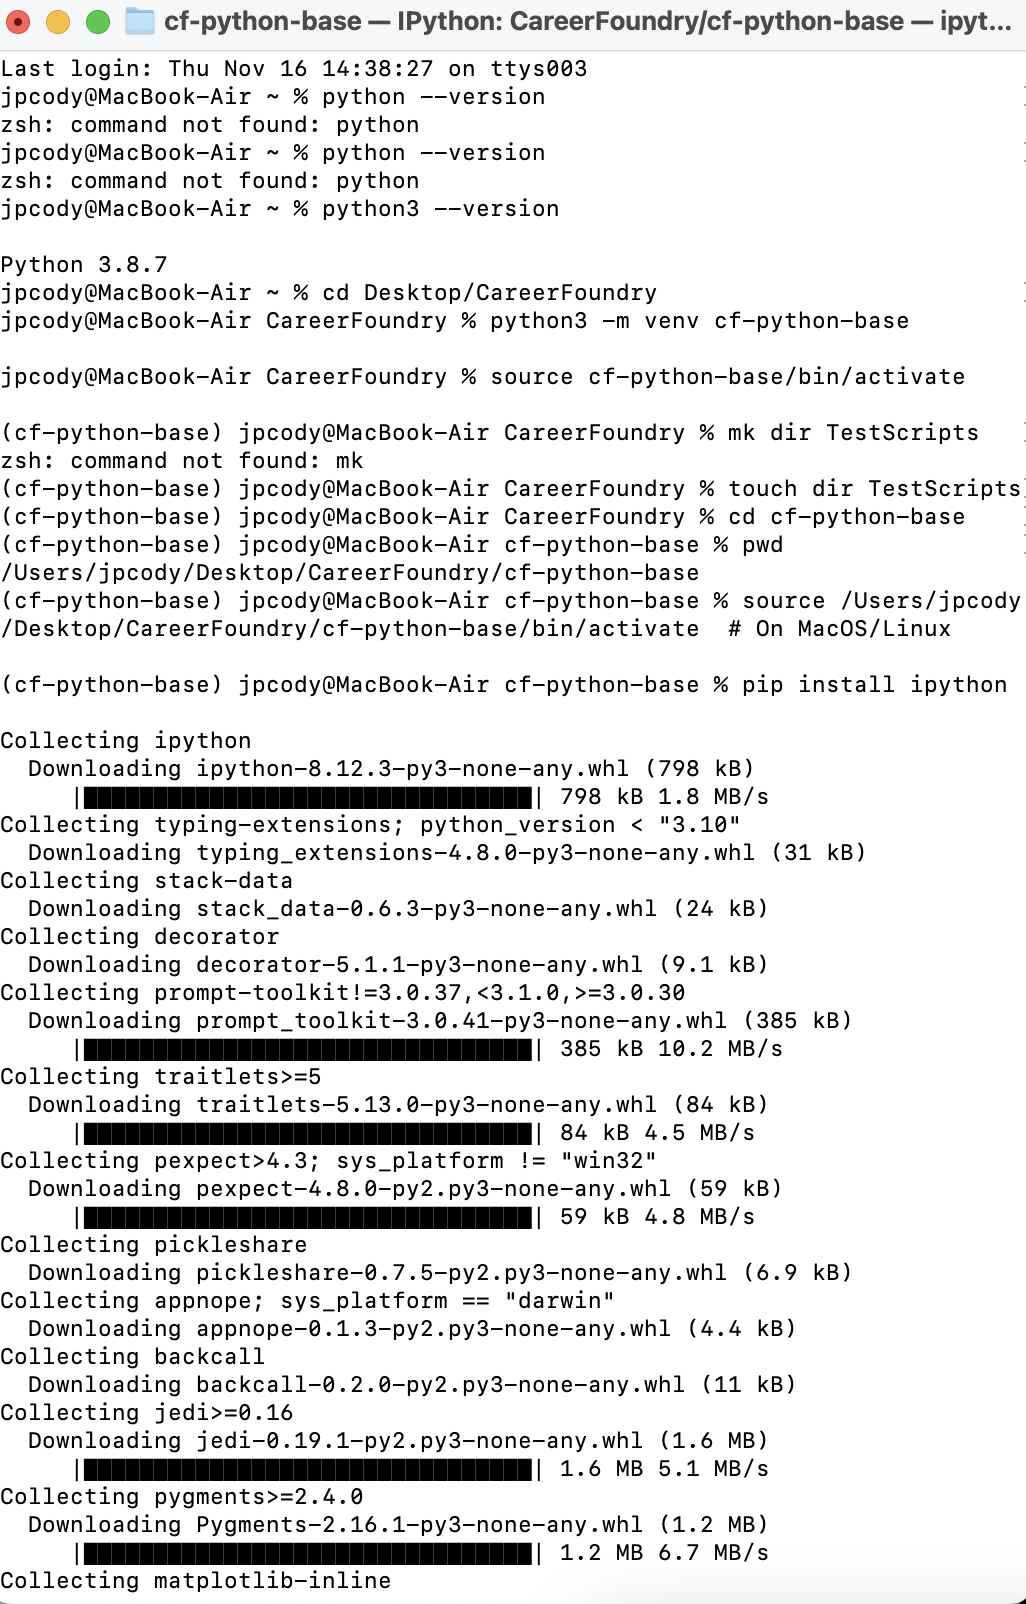 cf-python-base — IPython: CareerFoundry/cf-python-base — ipyt...
Last login: Thu Nov 16 14:38:27 on ttys003
jpcody@MacBook-Air ~ % python --version
zsh: command not found: python
jpcody@MacBook-Air ~ % python --version
zsh: command not found: python
jpcody@MacBook-Air ~ % python3 --version
Python 3.8.7
jpcody@MacBook-Air ~ % cd Desktop/CareerFoundry
jpcody@MacBook-Air CareerFoundry % python3 -m venv cf-python-base
jpcody@MacBook-Air CareerFoundry % source cf-python-base/bin/activate
(cf-python-base) jpcody@MacBook-Air CareerFoundry % mk dir TestScripts
zsh: command not found: mk
(cf-python-base) jpcody@MacBook-Air CareerFoundry % touch dir TestScripts
(cf-python-base) jpcody@MacBook-Air CareerFoundry % cd cf-python-base
(cf-python-base) jpcody@MacBook-Air cf-python-base % pwd
/Users/jpcody/Desktop/CareerFoundry/cf-python-base
(cf-python-base) jpcody@MacBook-Air cf-python-base % source /Users/jpcody
/Desktop/CareerFoundry/cf-python-base/bin/activate  # On MacOS/Linux
(cf-python-base) jpcody@MacBook-Air cf-python-base % pip install ipython
Collecting ipython
  Downloading ipython-8.12.3-py3-none-any.whl (798 kB)
     |████████████████████████████████| 798 kB 1.8 MB/s
Collecting typing-extensions; python_version < "3.10"
  Downloading typing_extensions-4.8.0-py3-none-any.whl (31 kB)
Collecting stack-data
  Downloading stack_data-0.6.3-py3-none-any.whl (24 kB)
Collecting decorator
  Downloading decorator-5.1.1-py3-none-any.whl (9.1 kB)
Collecting prompt-toolkit!=3.0.37,<3.1.0,>=3.0.30
  Downloading prompt_toolkit-3.0.41-py3-none-any.whl (385 kB)
     |████████████████████████████████| 385 kB 10.2 MB/s
Collecting traitlets>=5
  Downloading traitlets-5.13.0-py3-none-any.whl (84 kB)
     |████████████████████████████████| 84 kB 4.5 MB/s
Collecting pexpect>4.3; sys_platform != "win32"
  Downloading pexpect-4.8.0-py2.py3-none-any.whl (59 kB)
     |████████████████████████████████| 59 kB 4.8 MB/s
Collecting pickleshare
  Downloading pickleshare-0.7.5-py2.py3-none-any.whl (6.9 kB)
Collecting appnope; sys_platform == "darwin"
  Downloading appnope-0.1.3-py2.py3-none-any.whl (4.4 kB)
Collecting backcall
  Downloading backcall-0.2.0-py2.py3-none-any.whl (11 kB)
Collecting jedi>=0.16
  Downloading jedi-0.19.1-py2.py3-none-any.whl (1.6 MB)
     |████████████████████████████████| 1.6 MB 5.1 MB/s
Collecting pygments>=2.4.0
  Downloading Pygments-2.16.1-py3-none-any.whl (1.2 MB)
     |████████████████████████████████| 1.2 MB 6.7 MB/s
Collecting matplotlib-inline